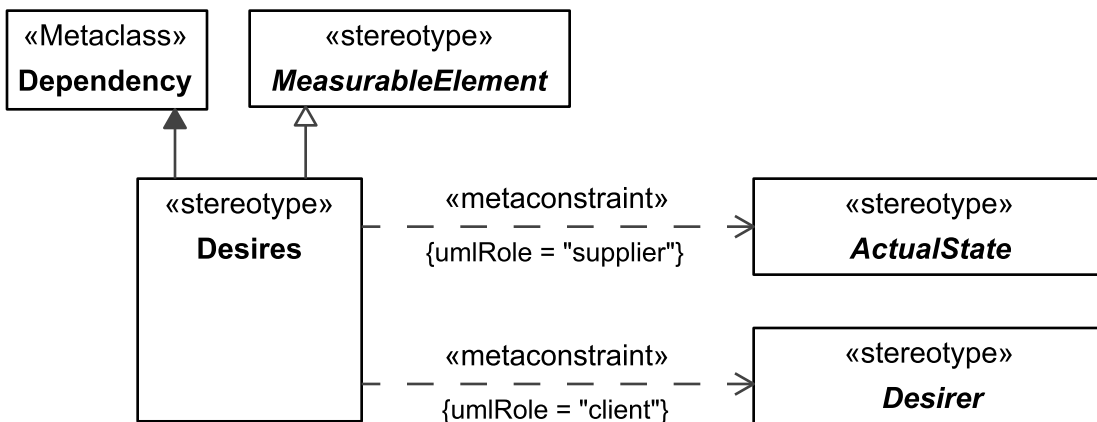 «Metaclass»
Dependency
«stereotype»
MeasurableElement
«stereotype»
Desires
«metaconstraint»
{umlRole = "supplier"}
«stereotype»
ActualState
«metaconstraint»
{umlRole = "client"}
«stereotype»
Desirer